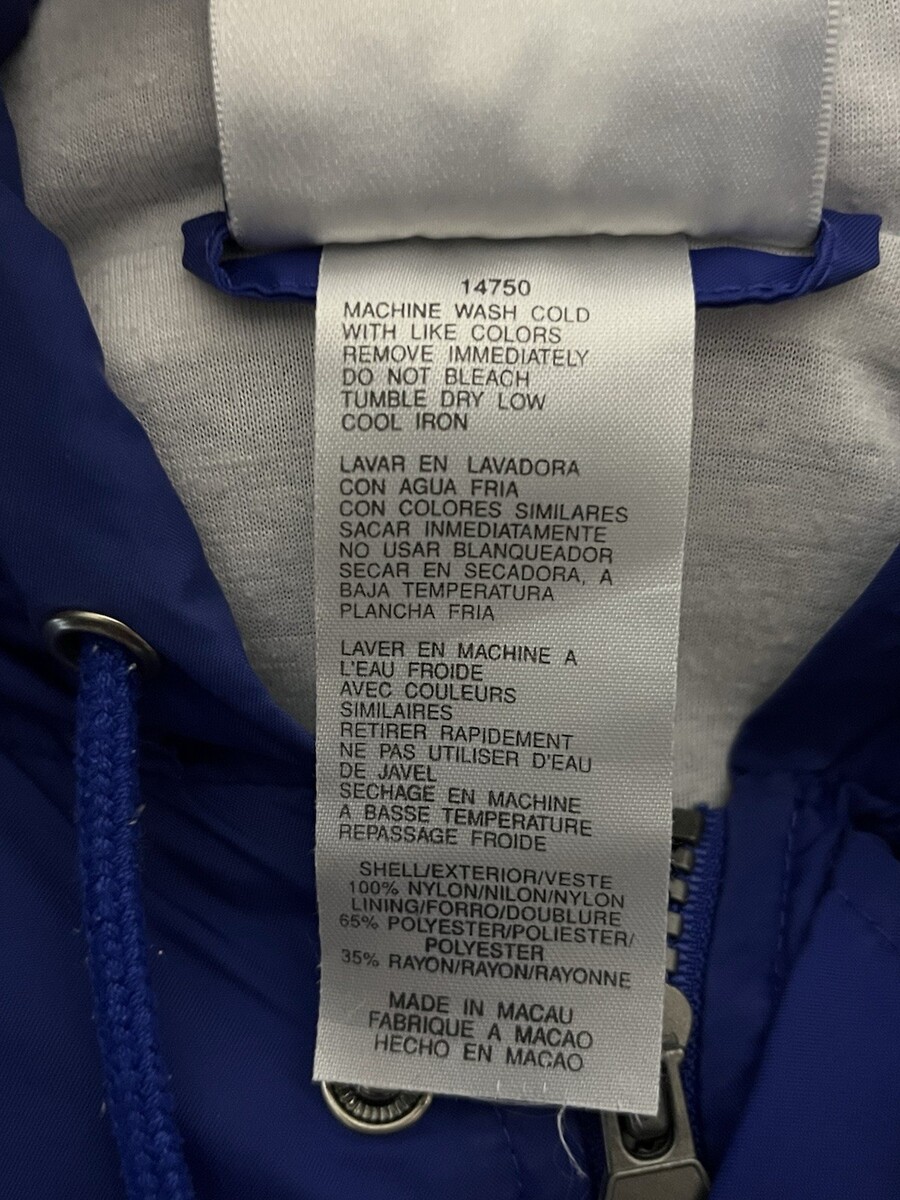 14750
MACHINE WASH COLD
WITH LIKE COLORS
REMOVE IMMEDIATELY
DO NOT BLEACH
TUMBLE DRY LOW
COOL IRON
LAVAR EN LAVADORA
CON AGUA FRIA
CON COLORES SIMILARES
SACAR INMEDIATAMENTE
NO USAR BLANQUEADOR
SECAR EN SECADORA, A
BAJA TEMPERATURA
PLANCHA FRIA
LAVER EN MACHINE A
L'EAU FROIDE
AVEC COULEURS
SIMILAIRES
RETIRER RAPIDEMENT
NE PAS UTILISER D'EAU
DE JAVEL
SECHAGE EN MACHINE
A BASSE TEMPERATURE
REPASSAGE FROIDE
SHELL/EXTERIOR/VESTE
100% NYLON/NILON/NYLON
LINING/FORRO/DOUBLURE
65% POLYESTER/POLIESTER/
POLYESTER
35% RAYON/RAYON/RAYONNE
MADE IN MACAU
FABRIQUE A MACAO
HECHO EN MACAO